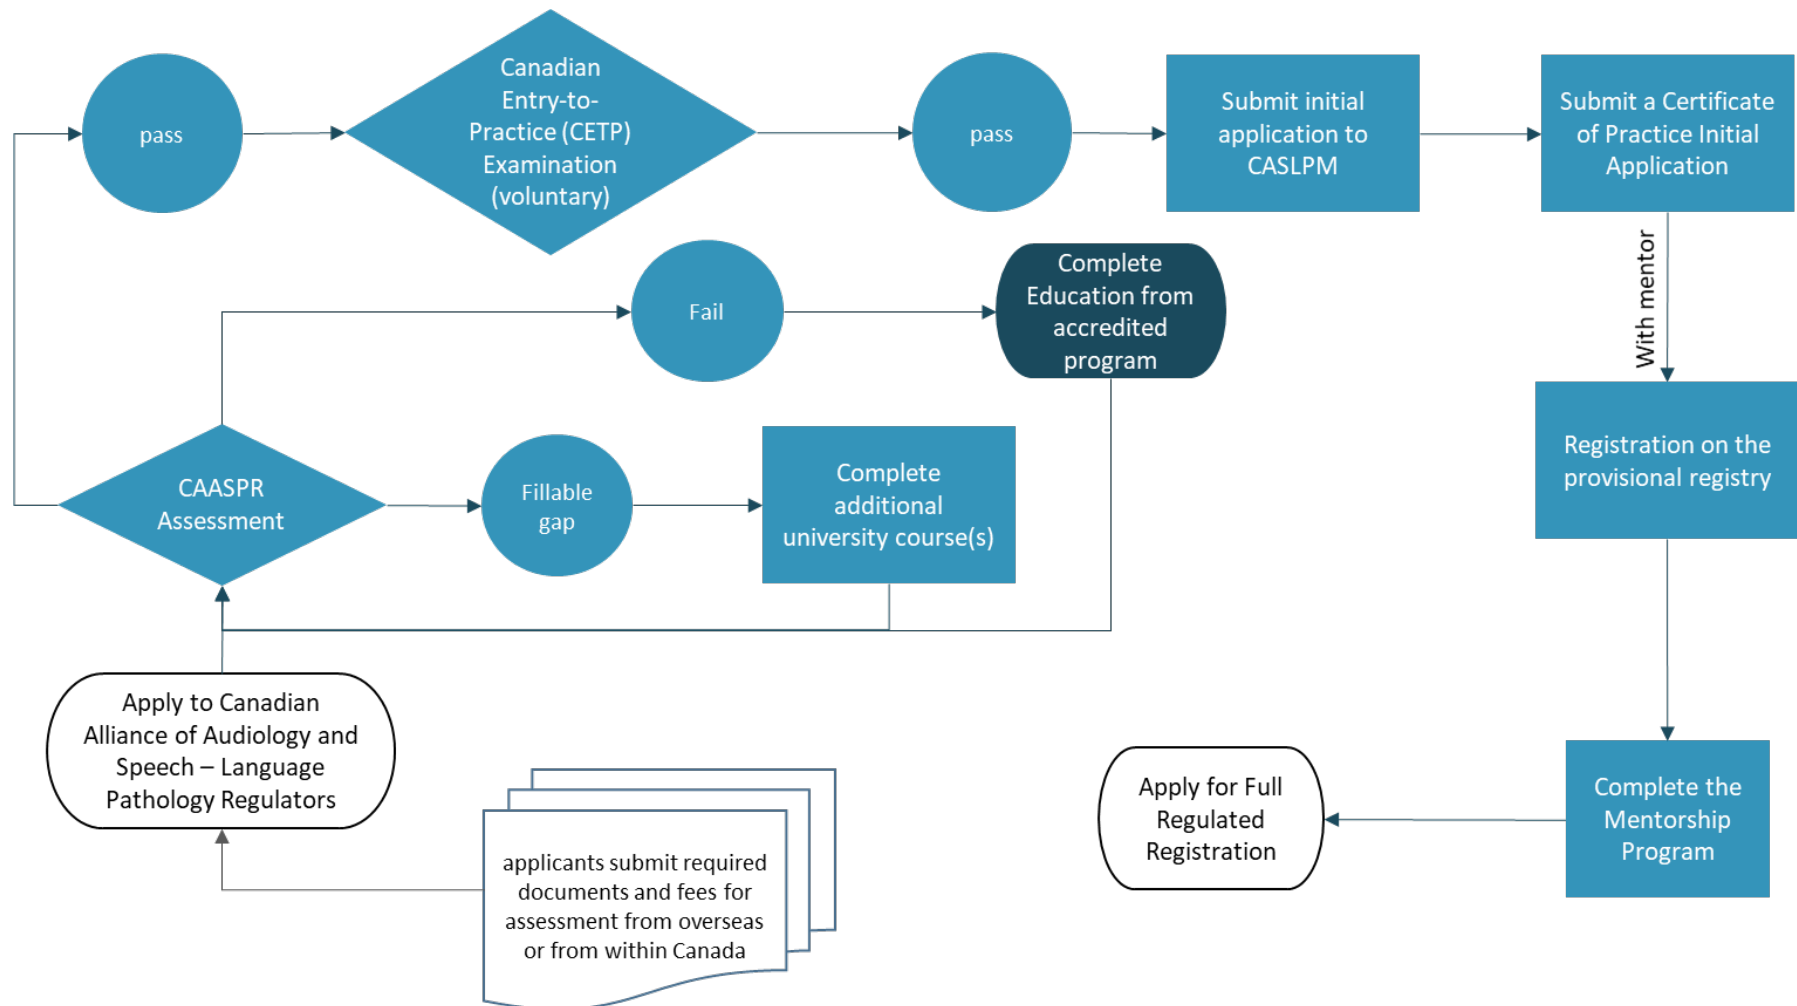 pass
Canadian
Entry-to-
Practice (CETP)
Examination
(voluntary)
pass
Submit initial
application to
CASLPM
Submit a Certificate
of Practice Initial
Application
With mentor
Fail
Complete
Education from
accredited
program
CAASPR
Assessment
Fillable
gap
Complete
additional
university course(s)
Registration on the
provisional registry
Apply to Canadian
Alliance of Audiology and
Speech – Language
Pathology Regulators
applicants submit required
documents and fees for
assessment from overseas
or from within Canada
Apply for Full
Regulated
Registration
Complete the
Mentorship
Program